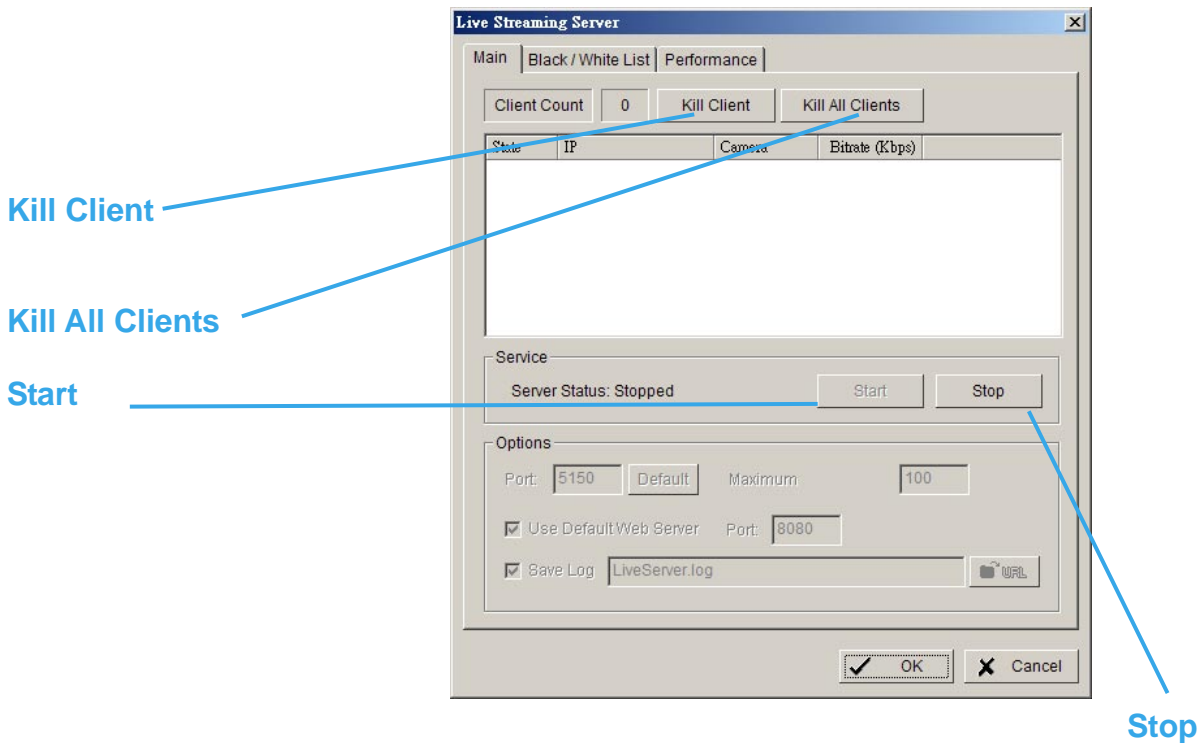 Live Streaming Server
Main Black / White List Performance
Client Count 0 Kill Client Kill All Clients
State IP Camera Bitrate (Kbps)
Kill Client
Kill All Clients
Service
Start
Server Status: Stopped Start Stop
Options
Port: 5150 Default Maximum 100
Use Default Web Server Port: 8080
Save Log LiveServer.log URL
OK Cancel
Stop